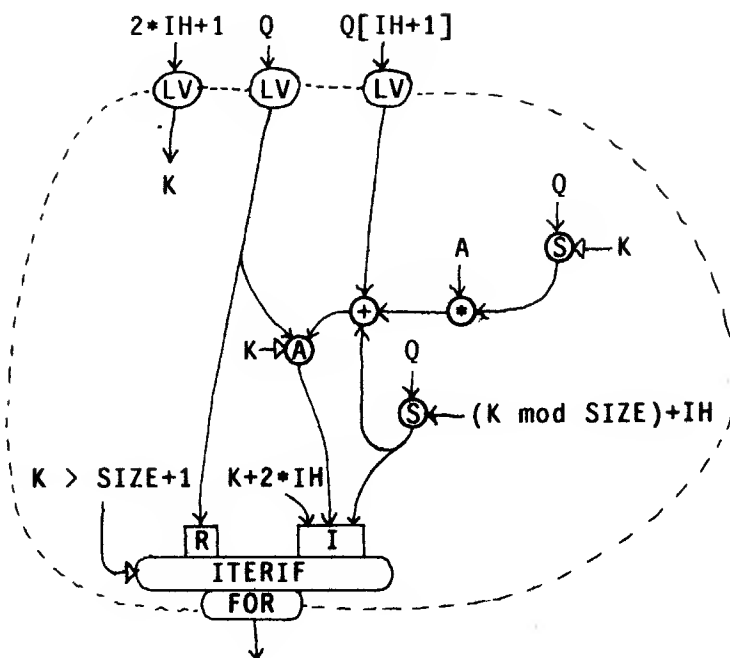 2*IH+1 Q Q[IH+1]
LV LV LV
K
Q
S K
A
+ *
K A
Q
S (K mod SIZE)+IH
K > SIZE+1 K+2*IH
R I
ITERIF
FOR